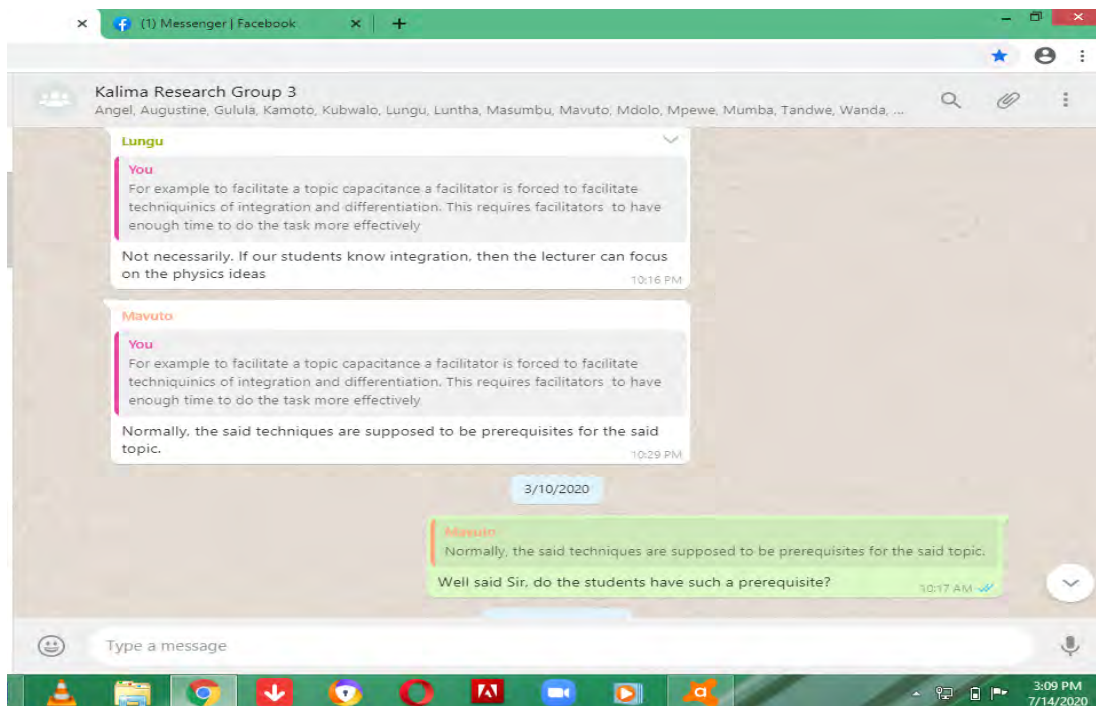 (1) Messenger | Facebook
Kalima Research Group 3
Angel, Augustine, Gulula, Kamoto, Kubwalo, Lungu, Luntha, Masumbu, Mavuto, Mdolo, Mpewe, Mumba, Tandwe, Wanda, ...
Lungu
You
For example to facilitate a topic capacitance a facilitator is forced to facilitate
techniquinics of integration and differentiation. This requires facilitators to have
enough time to do the task more effectively
Not necessarily. If our students know integration, then the lecturer can focus
on the physics ideas
10:16 PM
Mavuto
You
For example to facilitate a topic capacitance a facilitator is forced to facilitate
techniquinics of integration and differentiation. This requires facilitators to have
enough time to do the task more effectively
Normally, the said techniques are supposed to be prerequisites for the said
topic.
10:29 PM
3/10/2020
Mavuto
Normally, the said techniques are supposed to be prerequisites for the said topic.
Well said Sir, do the students have such a prerequisite?
10:17 AM
Type a message
3:09 PM
7/14/2020